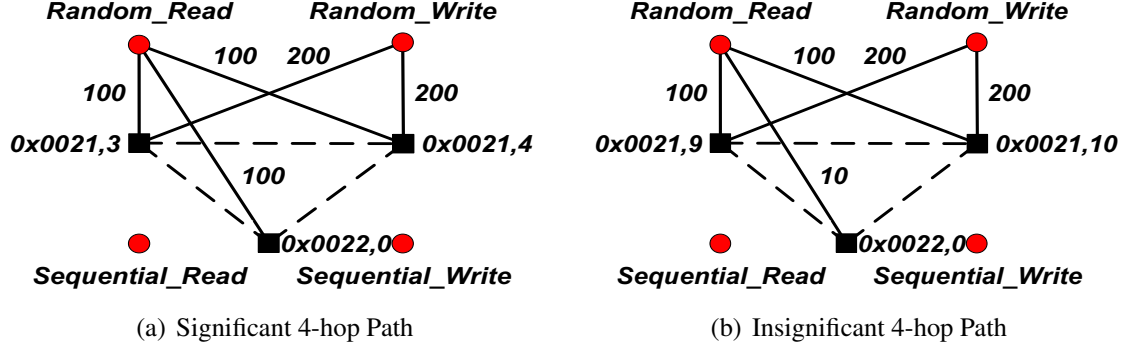 Random_Read Random_Write
100 200
100 200
0x0021,3 0x0021,4
100
0x0022,0
Sequential_Read Sequential_Write
(a) Significant 4-hop Path
Random_Read Random_Write
100 200
100 200
0x0021,9 0x0021,10
10
0x0022,0
Sequential_Read Sequential_Write
(b) Insignificant 4-hop Path